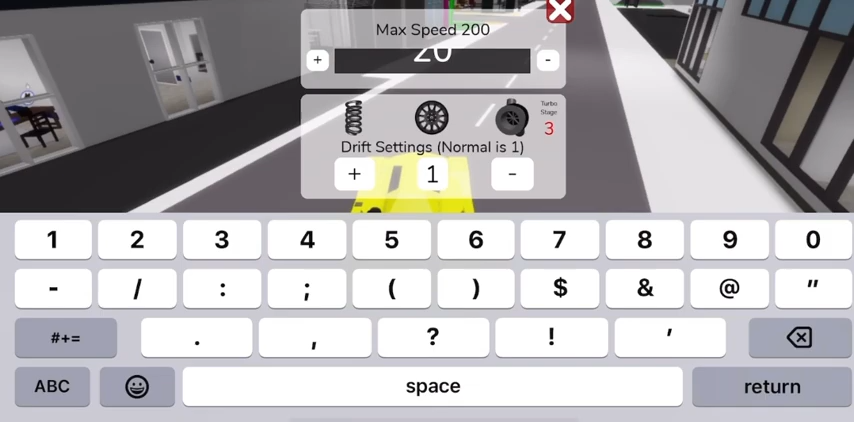 Max Speed 200
+ 20 -
Turbo
Stage
3
Drift Settings (Normal is 1)
+ 1 -
1 2 3 4 5 6 7 8 9 0
- / : ; ( ) $ & @ "
#+= . , ? ! '
ABC space return